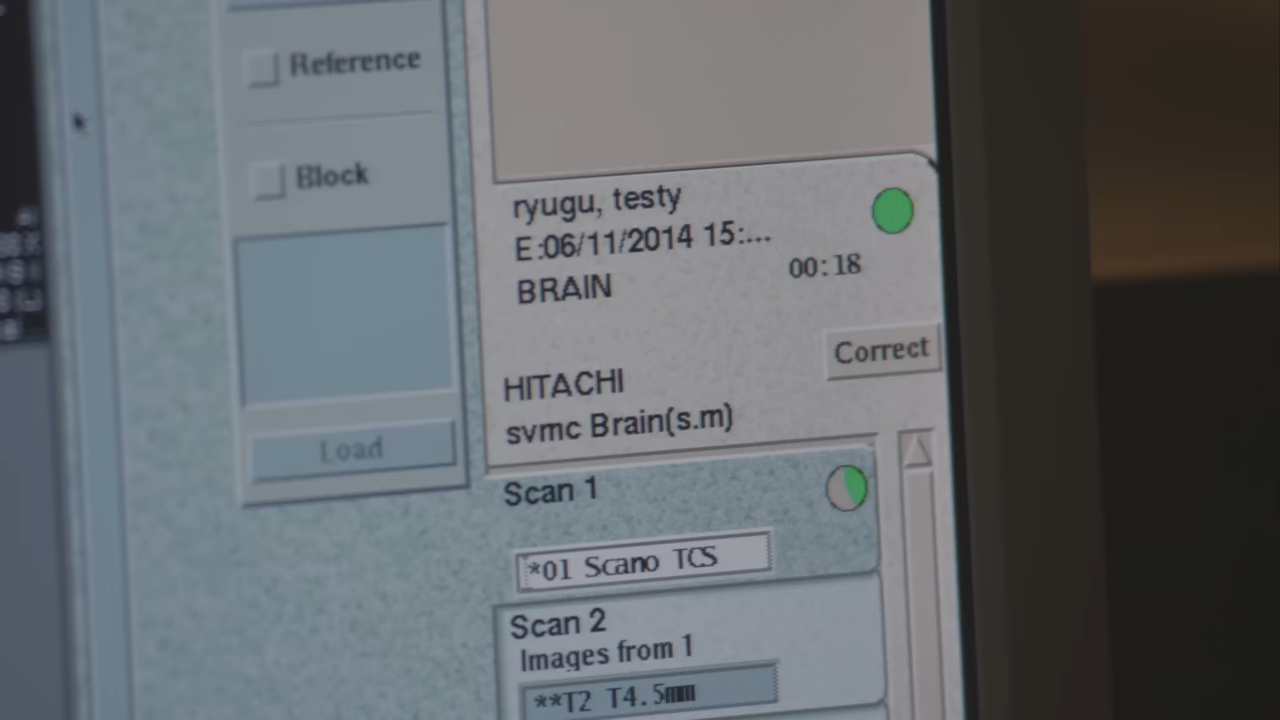 Reference
Block
Load
ryugu, testy
E:06/11/2014 15:...
00:18
BRAIN
Correct
HITACHI
svmc Brain(s.m)
Scan 1
*01 Scano TCS
Scan 2
Images from 1
**T2 T4.5mm